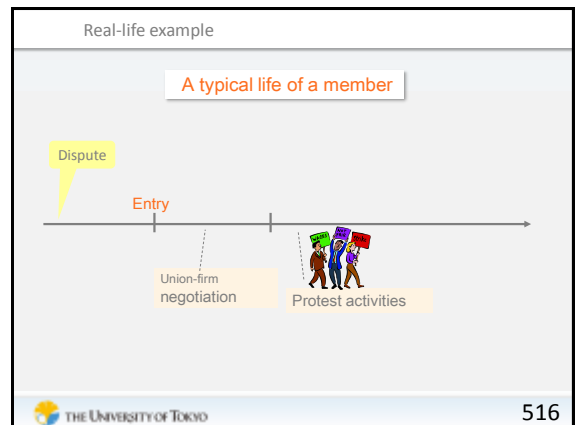 Real-life example
A typical life of a member
Dispute
Entry
Union-firm
negotiation
Protest activities
THE UNIVERSITY OF TOKYO
516